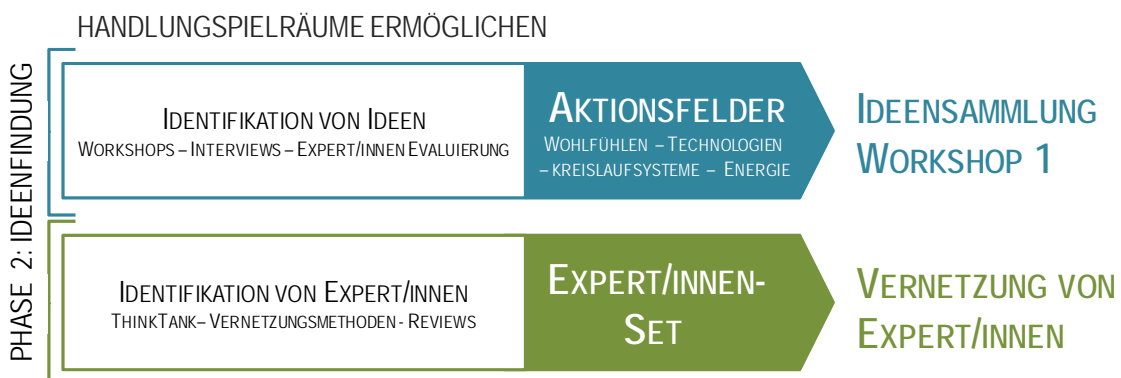 HANDLUNGSPIELRÄUME ERMÖGLICHEN
PHASE 2: IDEENFINDUNG
IDENTIFIKATION VON IDEEN
WORKSHOPS – INTERVIEWS – EXPERT/INNEN EVALUIERUNG
AKTIONSFELDER
WOHLFÜHLEN – TECHNOLOGIEN
– KREISLAUFSYSTEME – ENERGIE
IDEENSAMMLUNG
WORKSHOP 1
IDENTIFIKATION VON EXPERT/INNEN
THINKTANK– VERNETZUNGSMETHODEN - REVIEWS
EXPERT/INNEN-
SET
VERNETZUNG VON
EXPERT/INNEN